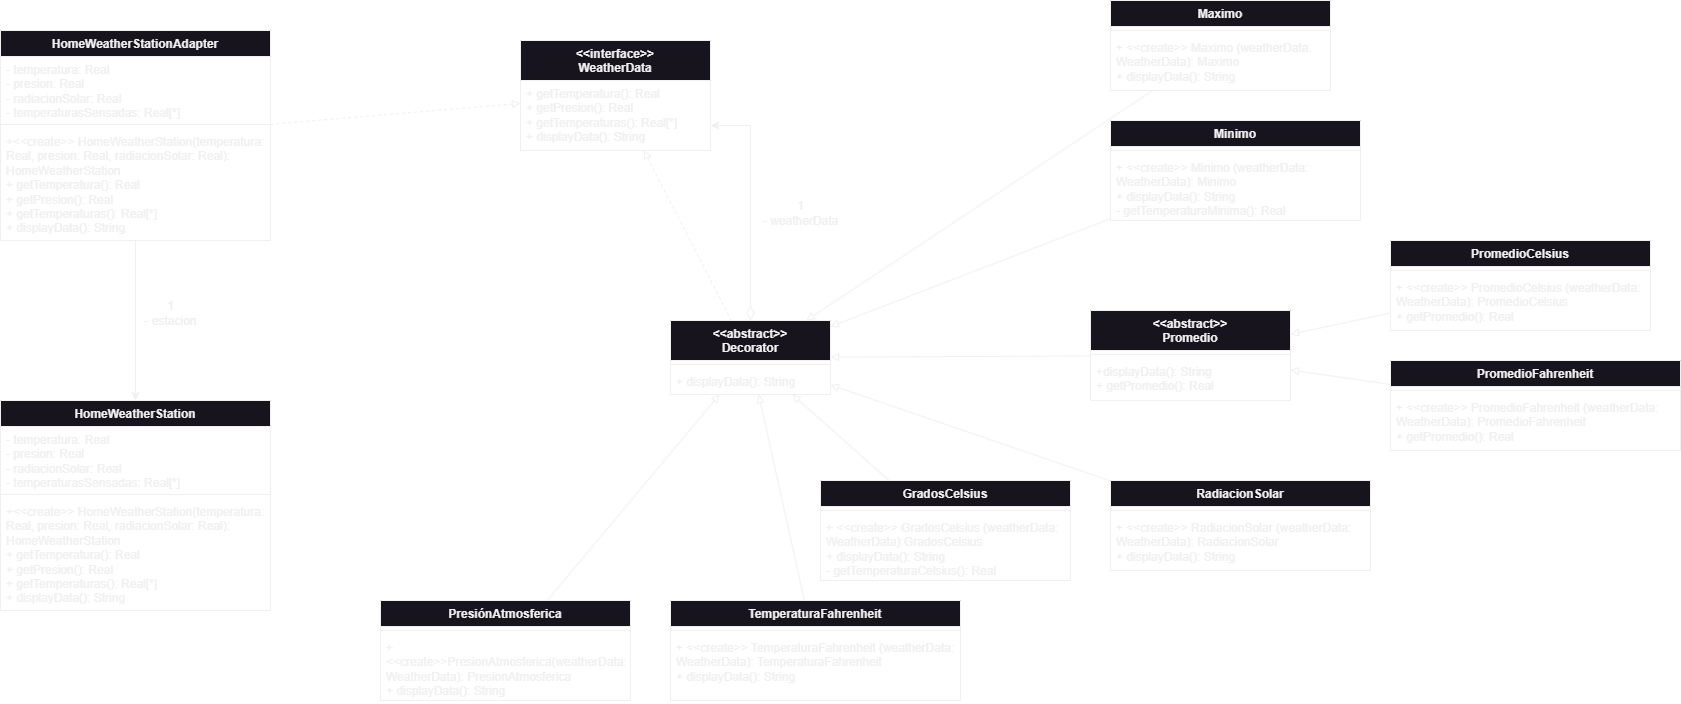 HomeWeatherStationAdapter
- temperatura: Real
- presion: Real
- radiacionSolar: Real
- temperaturasSensadas: Real[*]
+<<create>> HomeWeatherStation(temperatura:
Real, presion: Real, radiacionSolar: Real):
HomeWeatherStation
+ getTemperatura(): Real
+ getPresion(): Real
+ getTemperaturas(): Real[*]
+ displayData(): String
1
- estacion
HomeWeatherStation
- temperatura: Real
- presion: Real
- radiacionSolar: Real
- temperaturasSensadas: Real[*]
+<<create>> HomeWeatherStation(temperatura:
Real, presion: Real, radiacionSolar: Real):
HomeWeatherStation
+ getTemperatura(): Real
+ getPresion(): Real
+ getTemperaturas(): Real[*]
+ displayData(): String
<<interface>>
WeatherData
+ getTemperatura(): Real
+ getPresion(): Real
+ getTemperaturas(): Real[*]
+ displayData(): String
1
- weatherData
<<abstract>>
Decorator
+ displayData(): String
Maximo
+ <<create>> Maximo (weatherData:
WeatherData): Maximo
+ displayData(): String
Minimo
+ <<create>> Minimo (weatherData:
WeatherData): Minimo
+ displayData(): String
- getTemperaturaMinima(): Real
<<abstract>>
Promedio
+displayData(): String
+ getPromedio(): Real
PromedioCelsius
+ <<create>> PromedioCelsius (weatherData:
WeatherData): PromedioCelsius
+ getPromedio(): Real
PromedioFahrenheit
+ <<create>> PromedioFahrenheit (weatherData:
WeatherData): PromedioFahrenheit
+ getPromedio(): Real
GradosCelsius
+ <<create>> GradosCelsius (weatherData:
WeatherData):GradosCelsius
+ displayData(): String
- getTemperaturaCelsius(): Real
RadiacionSolar
+ <<create>> RadiacionSolar (weatherData:
WeatherData): RadiacionSolar
+ displayData(): String
PresiónAtmosferica
+
<<create>>PresionAtmosferica(weatherData:
WeatherData): PresionAtmosferica
+ displayData(): String
TemperaturaFahrenheit
+ <<create>> TemperaturaFahrenheit (weatherData:
WeatherData): TemperaturaFahrenheit
+ displayData(): String